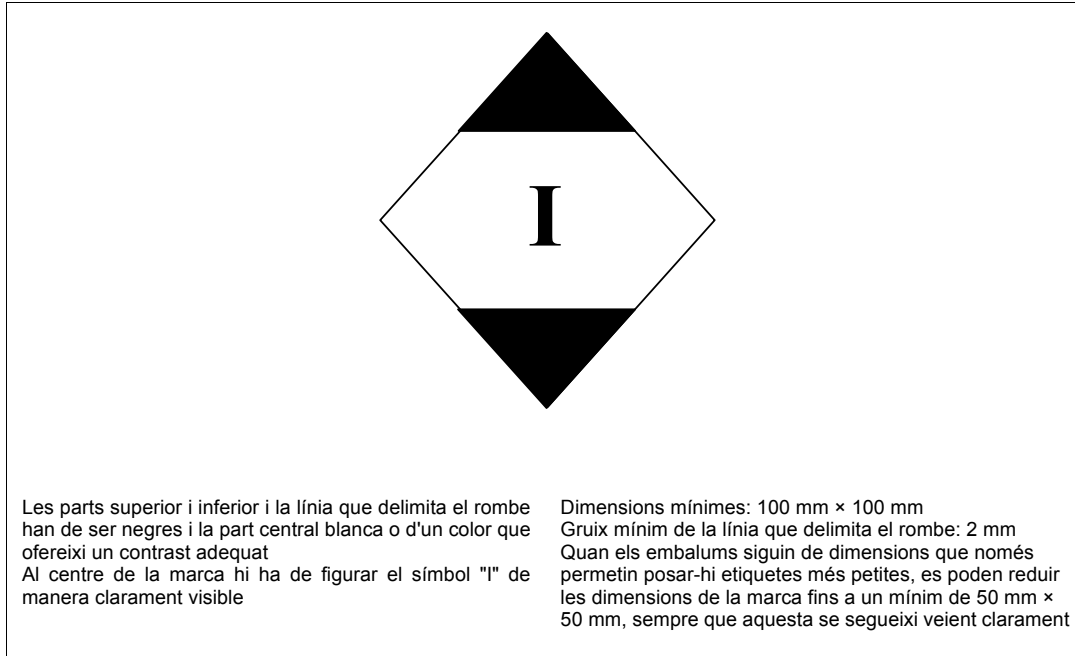 I
Les parts superior i inferior i la línia que delimita el rombe
han de ser negres i la part central blanca o d'un color que
ofereixi un contrast adequat
Al centre de la marca hi ha de figurar el símbol "I" de
manera clarament visible
Dimensions mínimes: 100 mm × 100 mm
Gruix mínim de la línia que delimita el rombe: 2 mm
Quan els embalums siguin de dimensions que només
permetin posar-hi etiquetes més petites, es poden reduir
les dimensions de la marca fins a un mínim de 50 mm ×
50 mm, sempre que aquesta se segueixi veient clarament